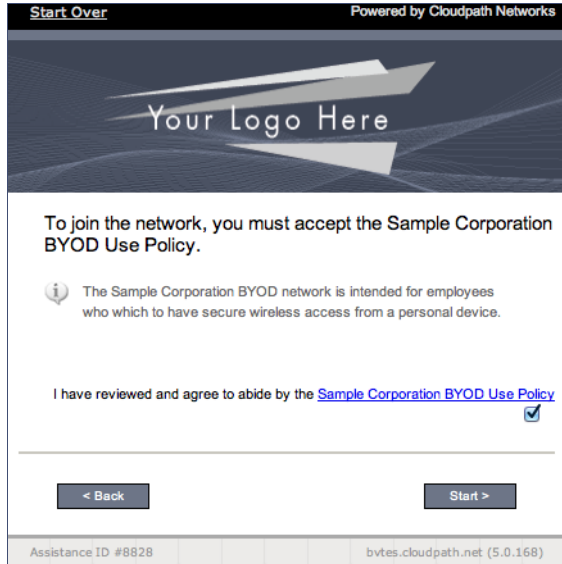 Start Over Powered by Cloudpath Networks
Your Logo Here
To join the network, you must accept the Sample Corporation
BYOD Use Policy.
The Sample Corporation BYOD network is intended for employees
who which to have secure wireless access from a personal device.
I have reviewed and agree to abide by the Sample Corporation BYOD Use Policy
< Back Start >
Assistance ID #8828 bvtes.cloudpath.net (5.0.168)